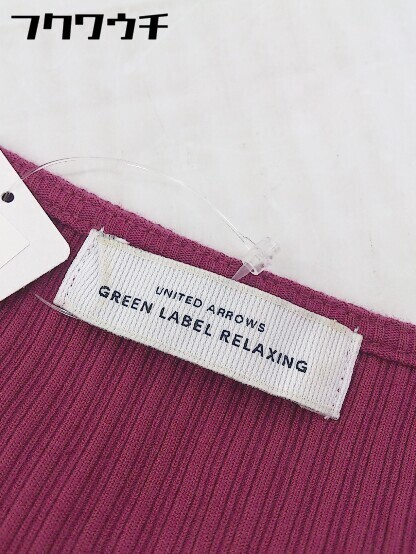 フクワウチ
UNITED ARROWS
GREEN LABEL RELAXING